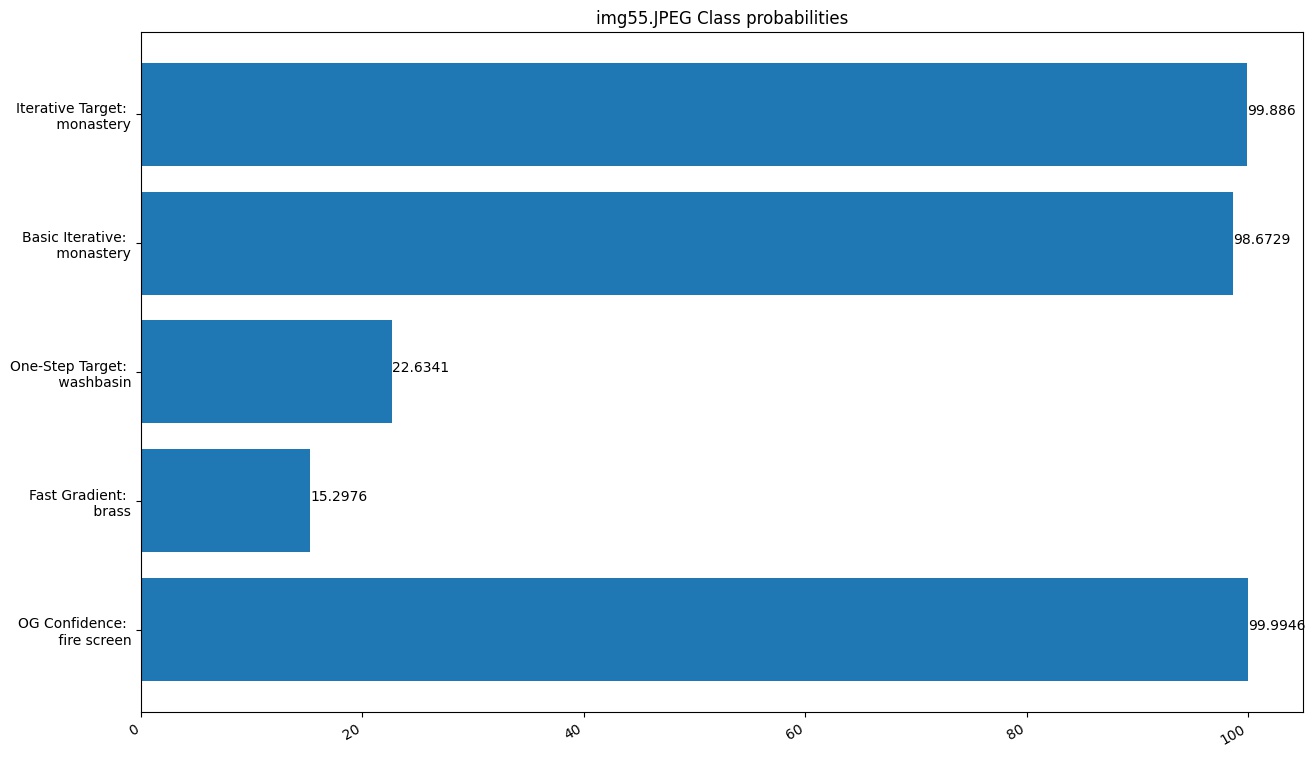 img55.JPEG Class probabilities
Iterative Target:
monastery
99.886
Basic Iterative:
monastery
98.6729
One-Step Target:
washbasin
22.6341
Fast Gradient:
brass
15.2976
OG Confidence:
fire screen
99.9946
0
20
40
60
80
100